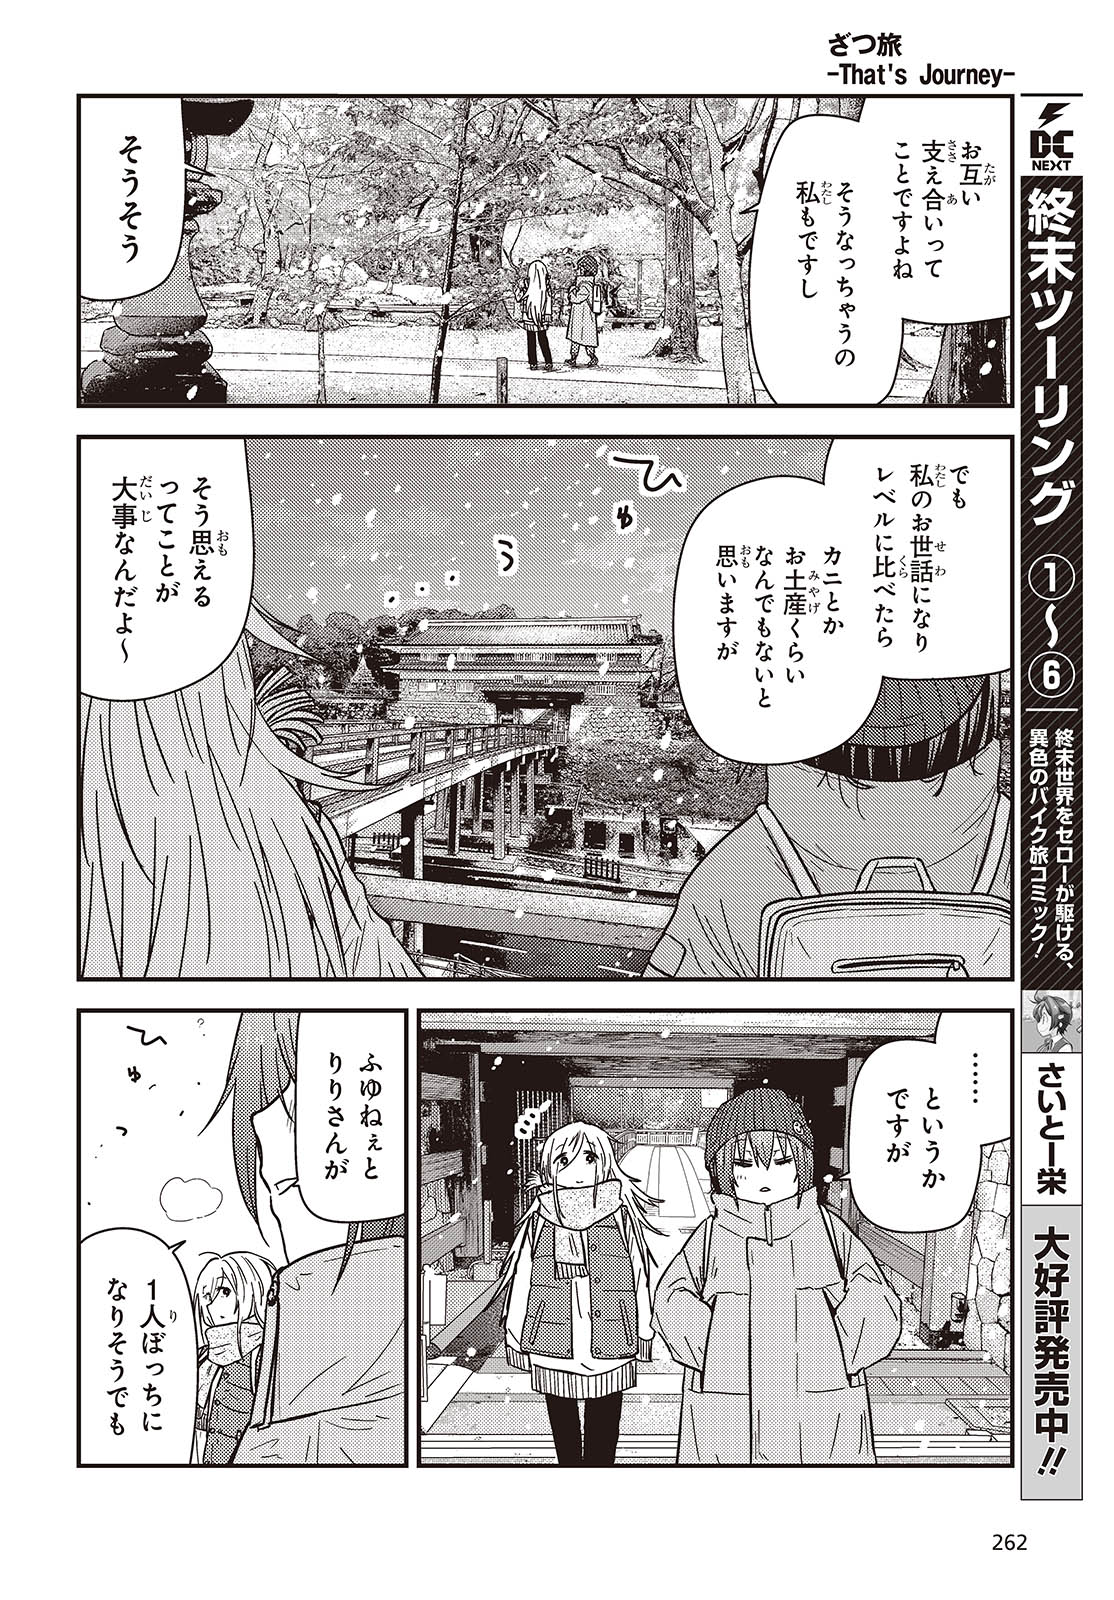 ざつ旅
-That's Journey-
お互い
支え合いって
ことですよね
そうなっちゃうの
私もですし
そうそう
でも
私のお世話になり
レベルに比べたら
カニとか
お土産くらい
なんでもないと
思いますが
ひゅうぅ
そう思える
ってことが
大事なんだよ〜
……
というか
ですが
ふゆねぇと
りりさんが
1人ぼっちに
なりそうでも
ひゅぅ
DC
NEXT
終末ツーリング ①〜⑥
終末世界をセローが駆ける、
異色のバイク旅コミック！
さいとー栄
大好評発売中!!
262